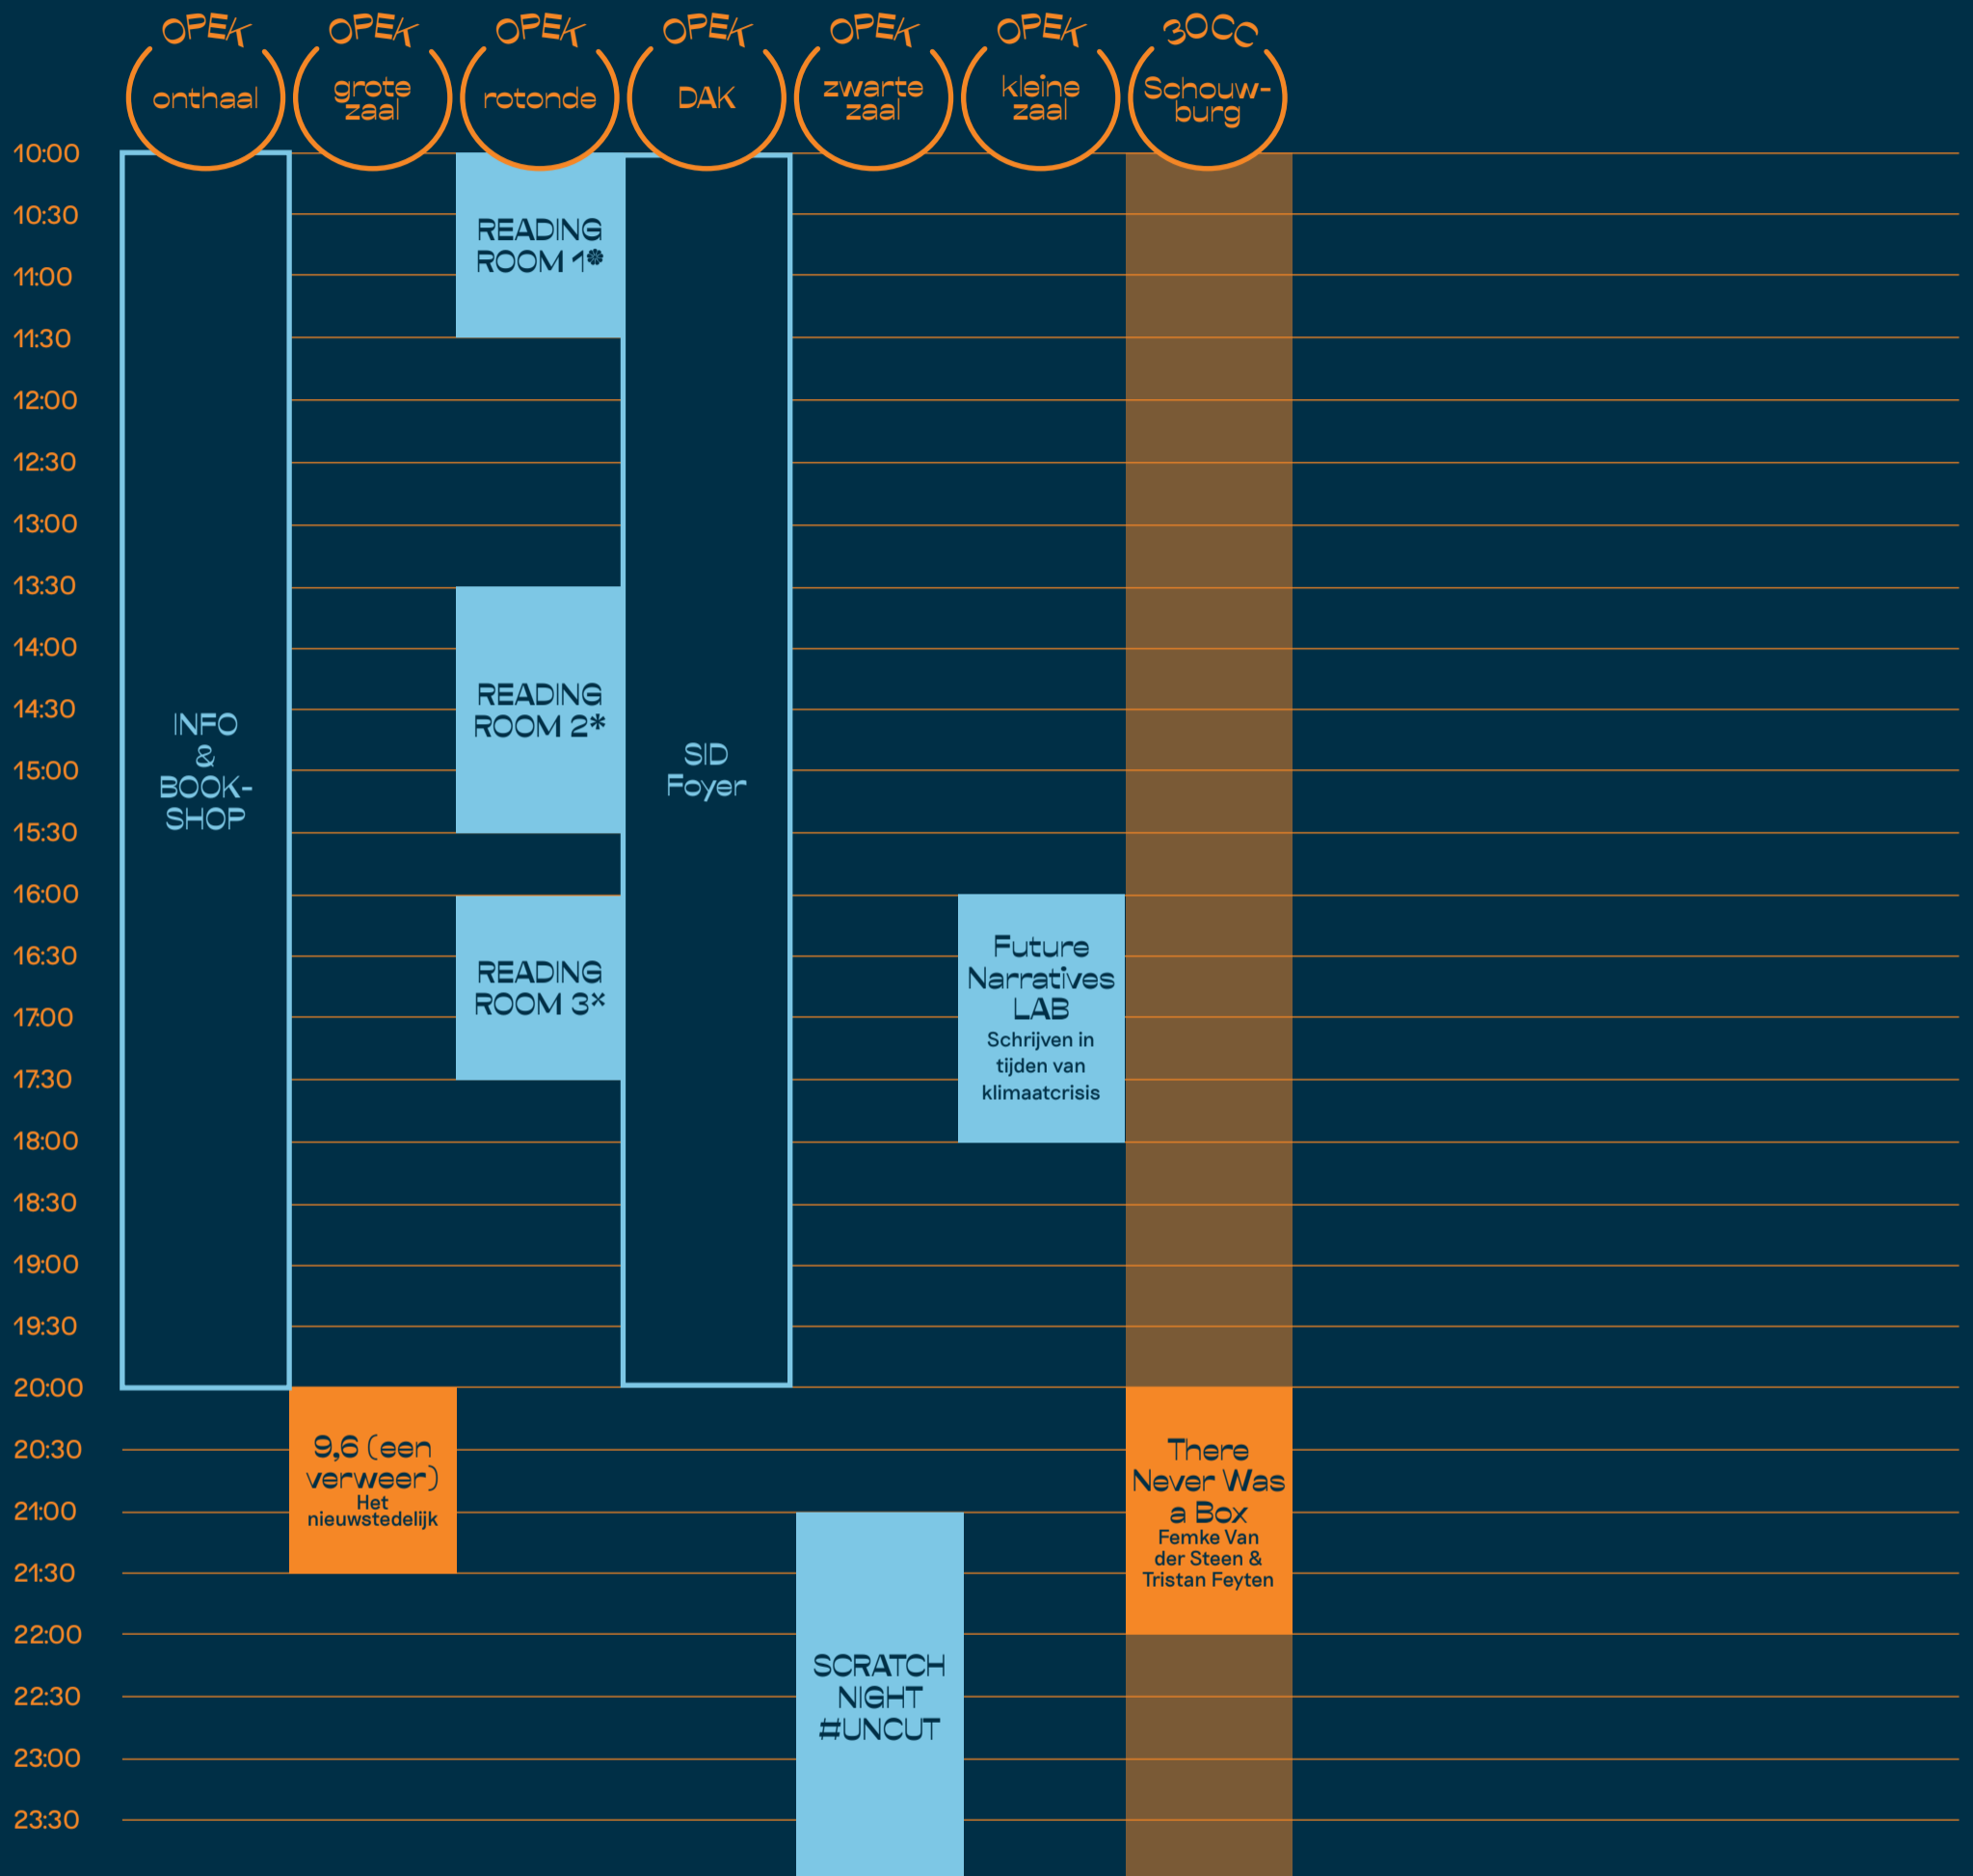 OPEK
onthaal
OPEK
grote
zaal
OPEK
rotonde
OPEK
DAK
OPEK
zwarte
zaal
OPEK
kleine
zaal
30CC
Schouw-
burg
10:00
10:30
11:00
11:30
12:00
12:30
13:00
13:30
14:00
14:30
15:00
15:30
16:00
16:30
17:00
17:30
18:00
18:30
19:00
19:30
20:00
20:30
21:00
21:30
22:00
22:30
23:00
23:30
INFO
&
BOOK-
SHOP
9,6 (een
verweer)
Het
nieuwstedelijk
READING
ROOM 1*
READING
ROOM 2*
READING
ROOM 3*
SID
Foyer
SCRATCH
NIGHT
#UNCUT
Future
Narratives
LAB
Schrijven in
tijden van
klimaatcrisis
There
Never Was
a Box
Femke Van
der Steen &
Tristan Feyten